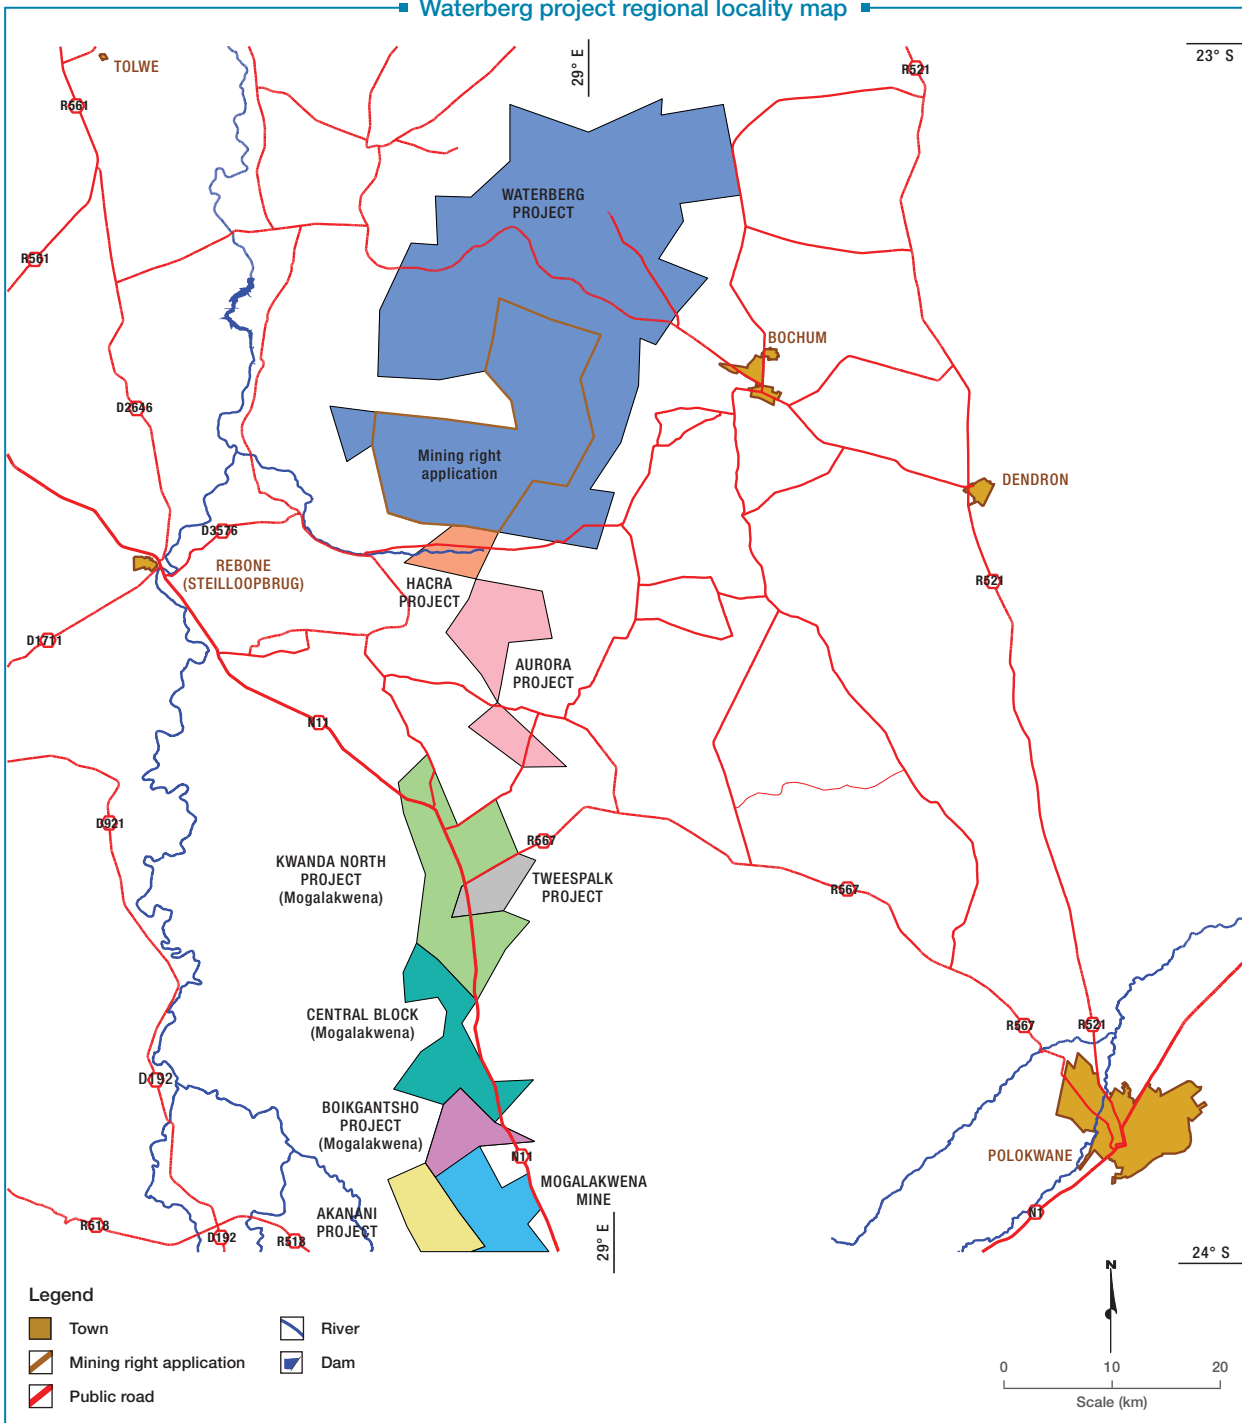 Waterberg project regional locality map
29° E
23° S
TOLWE
R521
R561
WATERBERG
PROJECT
R561
BOCHUM
D2646
Mining right
application
DENDRON
D3576
REBONE
(STEILLOOPBRUG)
R521
HACRA
PROJECT
D1711
AURORA
PROJECT
N11
D921
R567
KWANDA NORTH
PROJECT
(Mogalakwena)
TWEESPALK
PROJECT
R567
CENTRAL BLOCK
(Mogalakwena)
R567
R521
D192
BOIKGANTSHO
PROJECT
(Mogalakwena)
N11
POLOKWANE
MOGALAKWENA
MINE
AKANANI
PROJECT
R518
D192
R518
N1
29° E
24° S
N
Legend
Town
River
Mining right application
Dam
Public road
0 10 20
Scale (km)